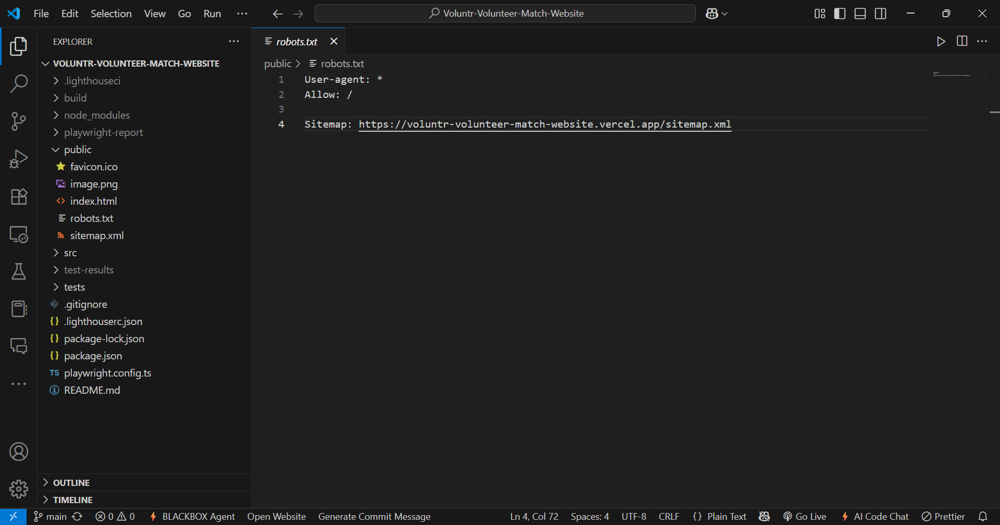 File Edit Selection View Go Run ··· Voluntr-Volunteer-Match-Website
EXPLORER
VOLUNTR-VOLUNTEER-MATCH-WEBSITE
.lighthouseci
build
node_modules
playwright-report
public
favicon.ico
image.png
index.html
robots.txt
sitemap.xml
src
test-results
tests
.gitignore
{} .lighthouserc.json
{} package-lock.json
{} package.json
TS playwright.config.ts
README.md
OUTLINE
TIMELINE
robots.txt
public > robots.txt
1 User-agent: *
2 Allow: /
3
4 Sitemap: https://voluntr-volunteer-match-website.vercel.app/sitemap.xml
main 0 0 BLACKBOX Agent Open Website Generate Commit Message Ln 4, Col 72 Spaces: 4 UTF-8 CRLF {} Plain Text Go Live AI Code Chat Prettier